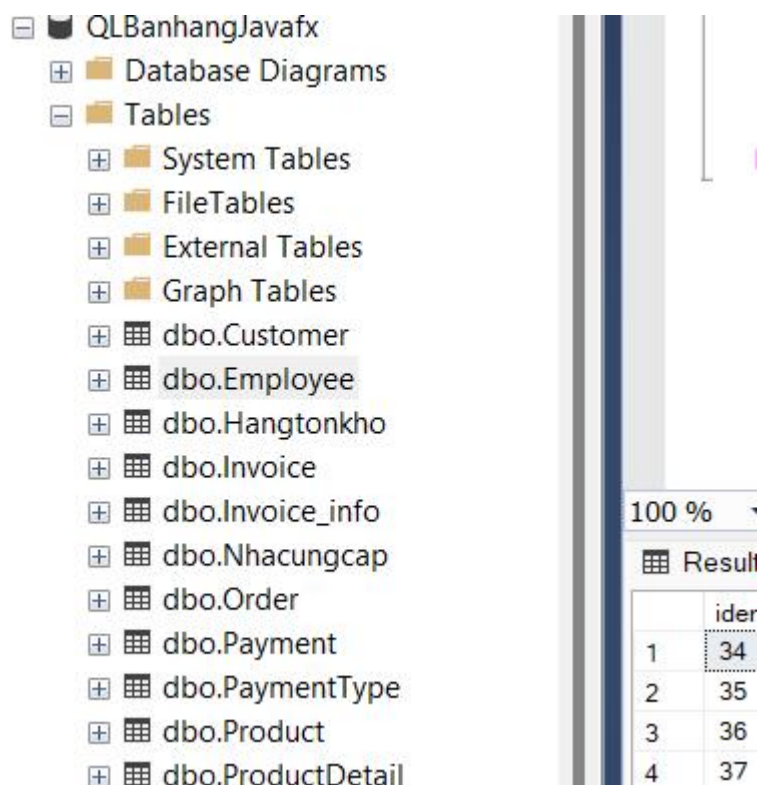 QLBanhangJavafx
Database Diagrams
Tables
System Tables
FileTables
External Tables
Graph Tables
dbo.Customer
dbo.Employee
dbo.Hangtonkho
dbo.Invoice
dbo.Invoice_info
dbo.Nhacungcap
dbo.Order
dbo.Payment
dbo.PaymentType
dbo.Product
dbo.ProductDetail
100 %
Result
iden
1 34
2 35
3 36
4 37